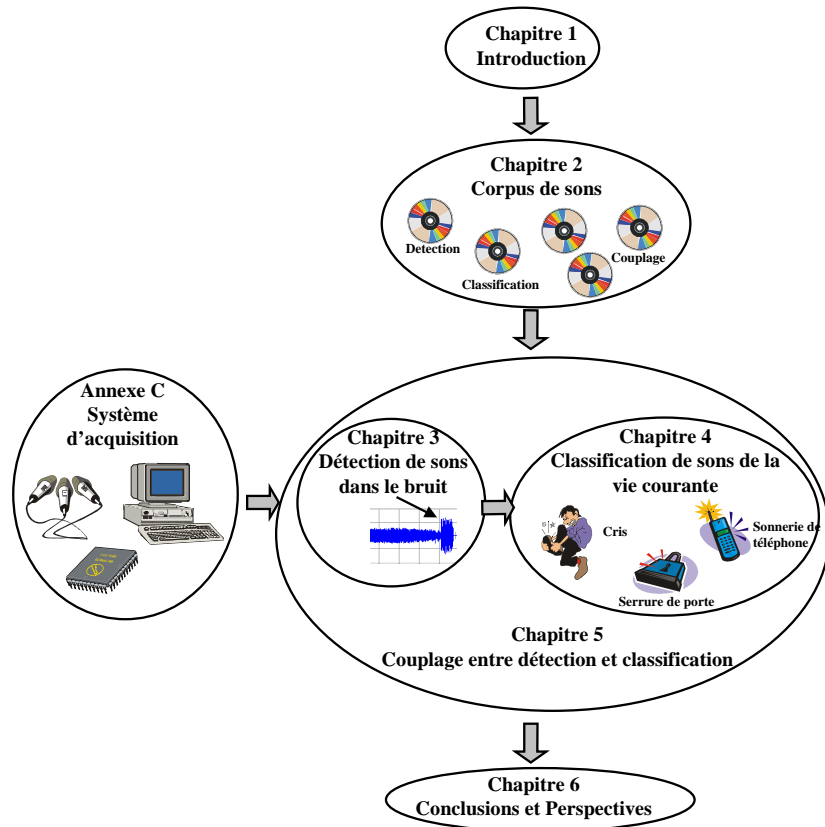 Chapitre 1
Introduction
Chapitre 2
Corpus de sons
Detection
Classification
Couplage
Annexe C
Système
d'acquisition
Chapitre 3
Détection de sons
dans le bruit
Chapitre 4
Classification de sons de la
vie courante
Cris
Serrure de porte
Sonnerie de
téléphone
Chapitre 5
Couplage entre détection et classification
Chapitre 6
Conclusions et Perspectives